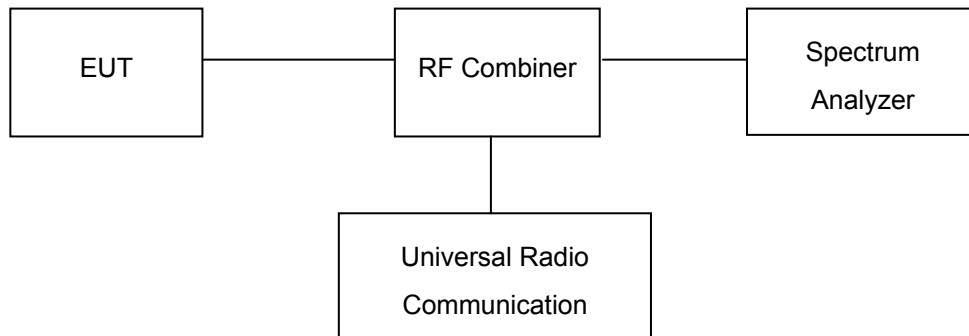 EUT
RF Combiner
Spectrum
Analyzer
Universal Radio
Communication